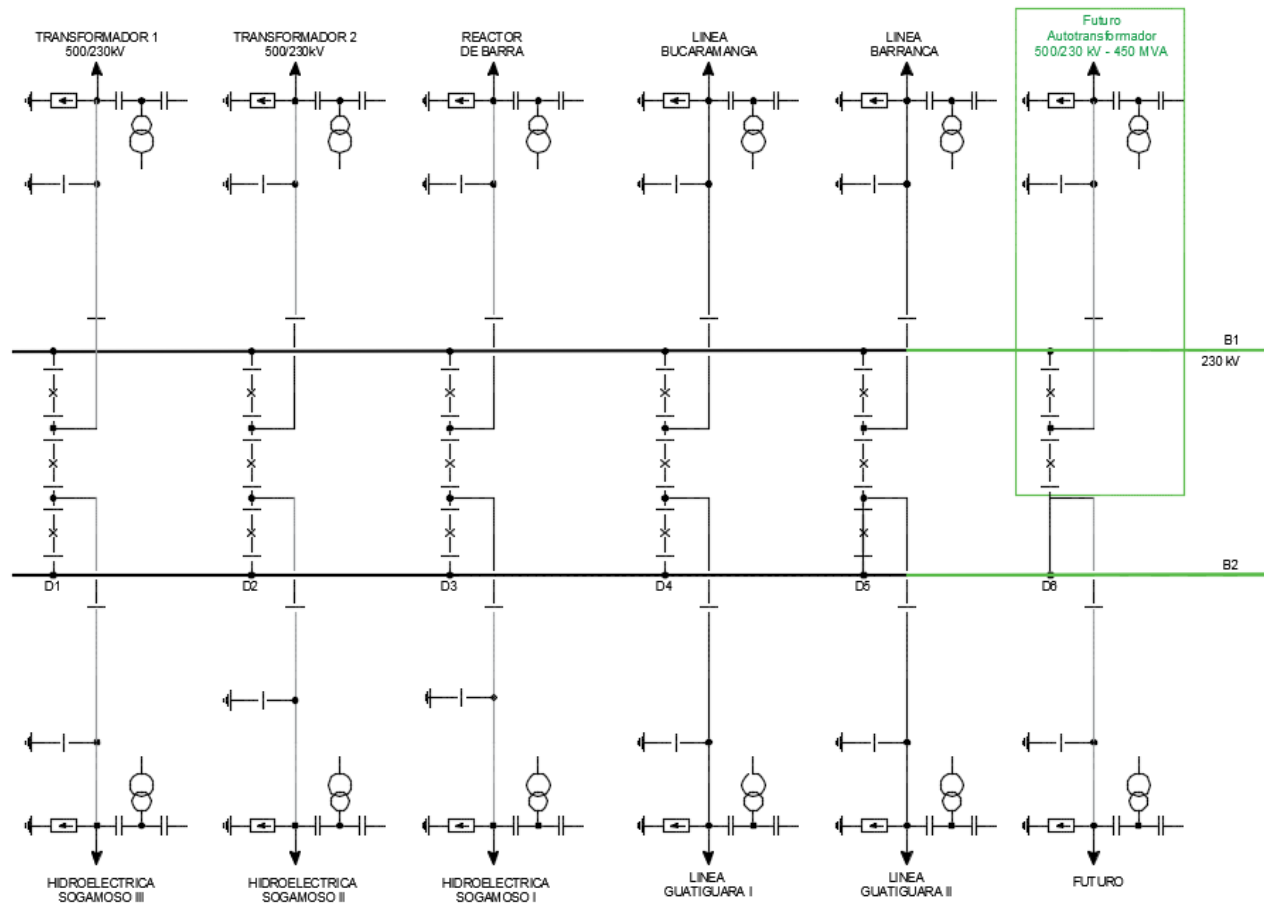 TRANSFORMADOR 1
500/230kV
TRANSFORMADOR 2
500/230kV
REACTOR
DE BARRA
LINEA
BUCARAMANGA
LINEA
BARRANCA
Futuro
Autotransformador
500/230 kV - 450 MVA
B1
230 kV
B2
D1
D2
D3
D4
D5
D6
HIDROELECTRICA
SOGAMOSO III
HIDROELECTRICA
SOGAMOSO II
HIDROELECTRICA
SOGAMOSO I
LINEA
GUATIGUARA I
LINEA
GUATIGUARA II
FUTURO